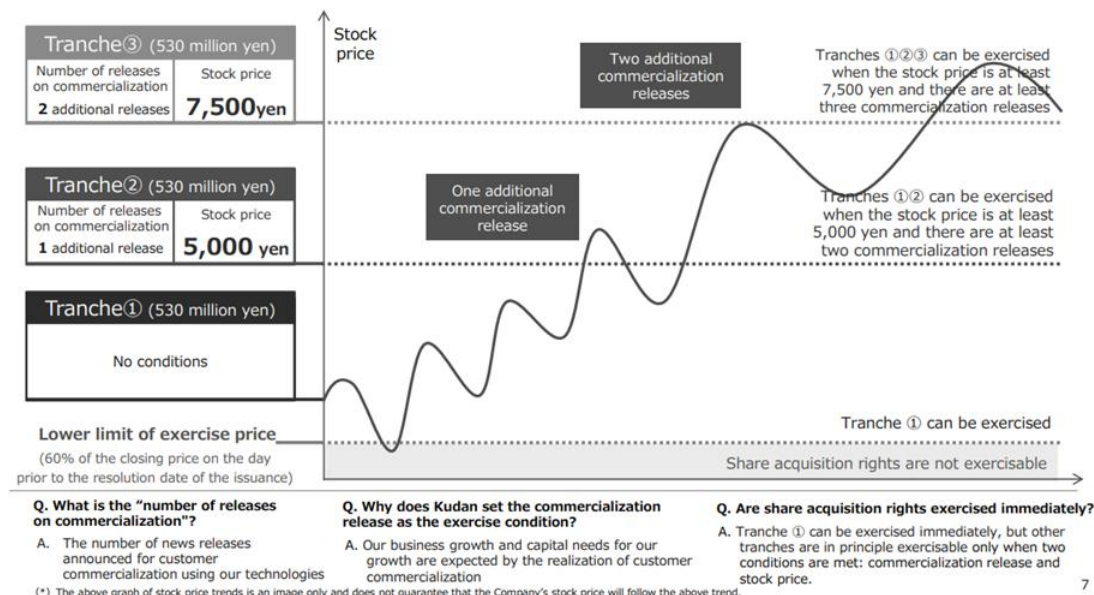 Tranche③ (530 million yen)
Number of releases
on commercialization
2 additional releases
Stock price
7,500yen
Stock
price
Two additional
commercialization
releases
Tranches ①②③ can be exercised
when the stock price is at least
7,500 yen and there are at least
three commercialization releases
Tranche② (530 million yen)
Number of releases
on commercialization
1 additional release
Stock price
5,000 yen
One additional
commercialization
release
Tranches ①② can be exercised
when the stock price is at least
5,000 yen and there are at least
two commercialization releases
Tranche① (530 million yen)
No conditions
Lower limit of exercise price
(60% of the closing price on the day
prior to the resolution date of the issuance)
Tranche ① can be exercised
Share acquisition rights are not exercisable
Q. What is the “number of releases
on commercialization"?
A. The number of news releases
announced for customer
commercialization using our technologies
Q. Why does Kudan set the commercialization
release as the exercise condition?
A. Our business growth and capital needs for our
growth are expected by the realization of customer
commercialization
Q. Are share acquisition rights exercised immediately?
A. Tranche ① can be exercised immediately, but other
tranches are in principle exercisable only when two
conditions are met: commercialization release and
stock price.
(*) The above graph of stock price trends is an image only and does not guarantee that the Company's stock price will follow the above trend.
7